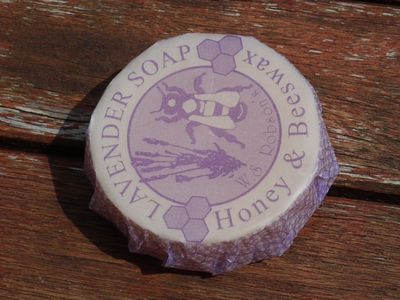 LAVENDER SOAP
Honey & Beeswax
W.S. Dobson's